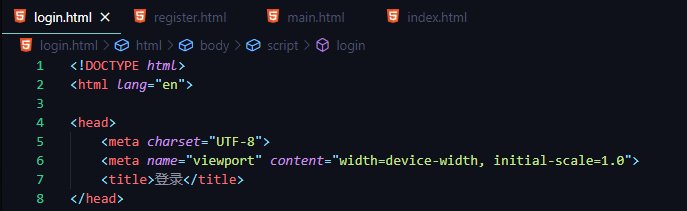 login.html × register.html main.html index.html
login.html > html > body > script > login
1 <!DOCTYPE html>
2 <html lang="en">
3
4 <head>
5     <meta charset="UTF-8">
6     <meta name="viewport" content="width=device-width, initial-scale=1.0">
7     <title>登录</title>
8 </head>